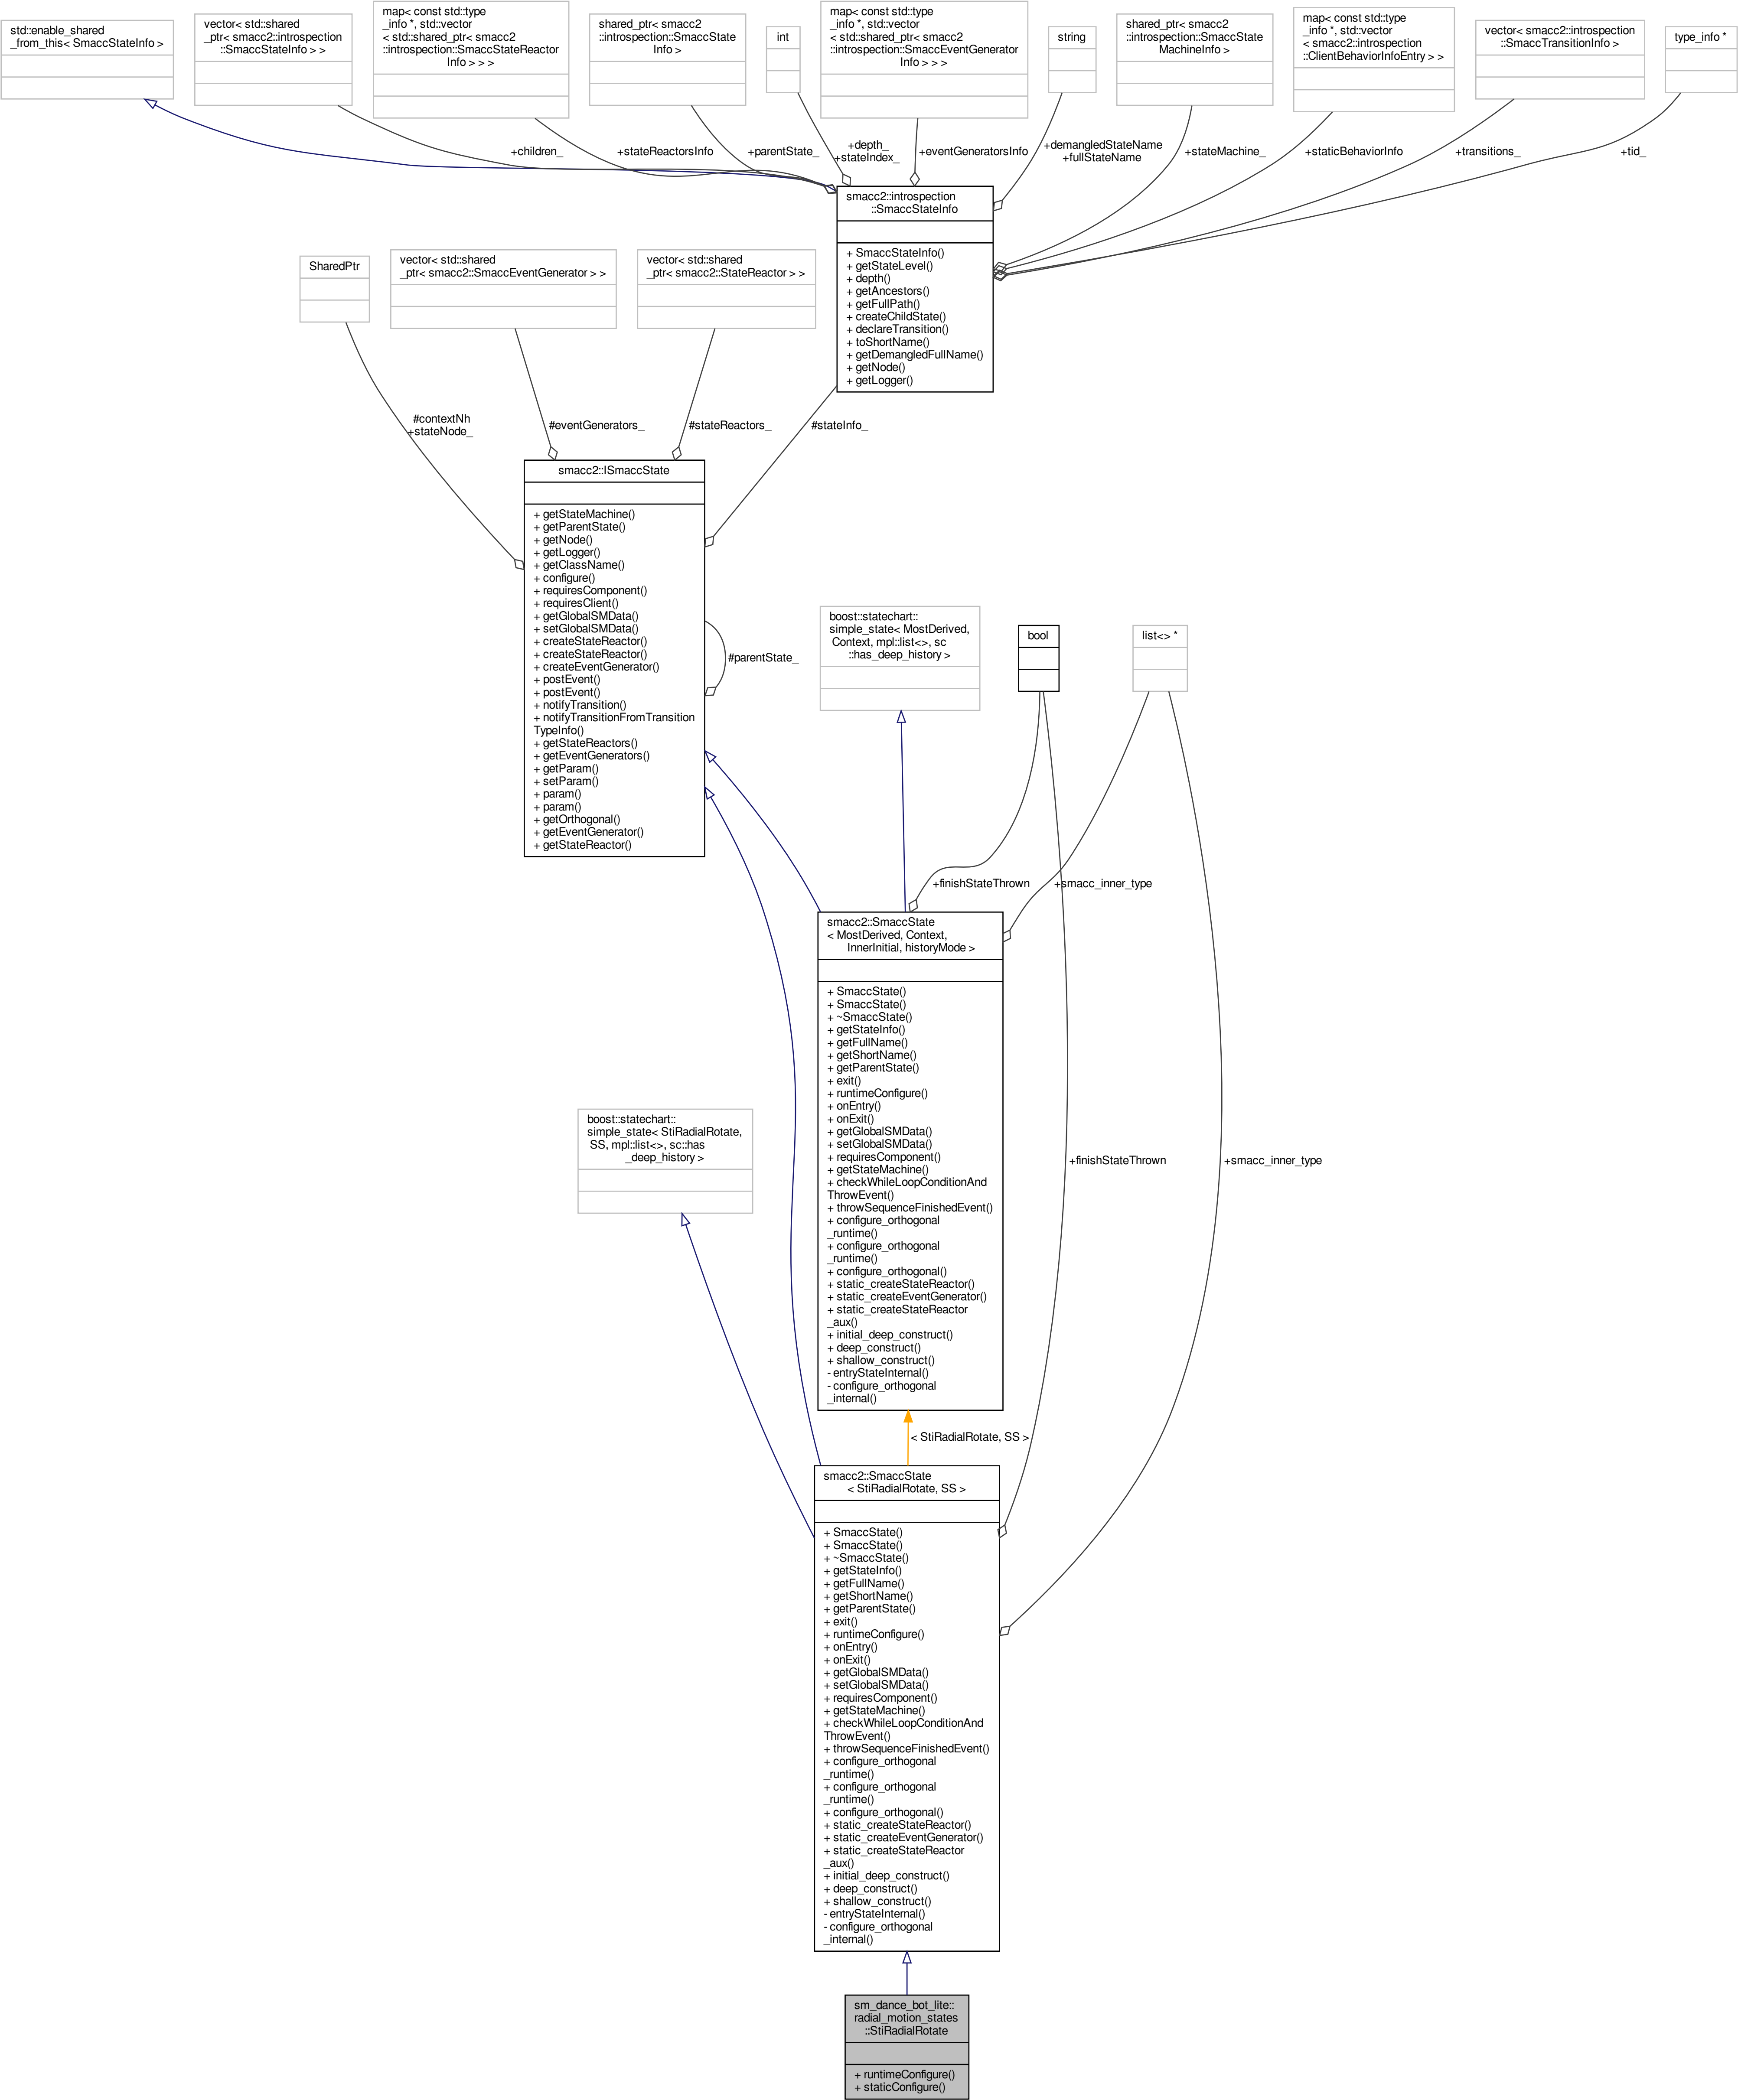 std::enable_shared
_from_this< SmaccStateInfo >
vector< std::shared
_ptr< smacc2::introspection
::SmaccStateInfo > >
map< const std::type
_info *, std::vector
< std::shared_ptr< smacc2
::introspection::SmaccStateReactor
Info > > >
shared_ptr< smacc2
::introspection::SmaccState
Info >
int
map< const std::type
_info *, std::vector
< std::shared_ptr< smacc2
::introspection::SmaccEventGenerator
Info > > >
string
shared_ptr< smacc2
::introspection::SmaccState
MachineInfo >
map< const std::type
_info *, std::vector
< smacc2::introspection
::ClientBehaviorInfoEntry > >
vector< smacc2::introspection
::SmaccTransitionInfo >
type_info *
+children_
+stateReactorsInfo
+parentState_
+depth_
+stateIndex_
+eventGeneratorsInfo
+demangledStateName
+fullStateName
+stateMachine_
+staticBehaviorInfo
+transitions_
+tid_
smacc2::introspection
::SmaccStateInfo
+ SmaccStateInfo()
+ getStateLevel()
+ depth()
+ getAncestors()
+ getFullPath()
+ createChildState()
+ declareTransition()
+ toShortName()
+ getDemangledFullName()
+ getNode()
+ getLogger()
SharedPtr
vector< std::shared
_ptr< smacc2::SmaccEventGenerator > >
vector< std::shared
_ptr< smacc2::StateReactor > >
#contextNh
+stateNode_
#eventGenerators_
#stateReactors_
#stateInfo_
smacc2::ISmaccState
+ getStateMachine()
+ getParentState()
+ getNode()
+ getLogger()
+ getClassName()
+ configure()
+ requiresComponent()
+ requiresClient()
+ getGlobalSMData()
+ setGlobalSMData()
+ createStateReactor()
+ createStateReactor()
+ createEventGenerator()
+ postEvent()
+ postEvent()
+ notifyTransition()
+ notifyTransitionFromTransition
TypeInfo()
+ getStateReactors()
+ getEventGenerators()
+ getParam()
+ setParam()
+ param()
+ param()
+ getOrthogonal()
+ getEventGenerator()
+ getStateReactor()
#parentState_
boost::statechart::
simple_state< MostDerived,
Context, mpl::list<>, sc
::has_deep_history >
bool
list<> *
+finishStateThrown
+smacc_inner_type
smacc2::SmaccState
< MostDerived, Context,
InnerInitial, historyMode >
+ SmaccState()
+ SmaccState()
+ ~SmaccState()
+ getStateInfo()
+ getFullName()
+ getShortName()
+ getParentState()
+ exit()
+ runtimeConfigure()
+ onEntry()
+ onExit()
+ getGlobalSMData()
+ setGlobalSMData()
+ requiresComponent()
+ getStateMachine()
+ checkWhileLoopConditionAnd
ThrowEvent()
+ throwSequenceFinishedEvent()
+ configure_orthogonal
_runtime()
+ configure_orthogonal
_runtime()
+ configure_orthogonal()
+ static_createStateReactor()
+ static_createEventGenerator()
+ static_createStateReactor
_aux()
+ initial_deep_construct()
+ deep_construct()
+ shallow_construct()
- entryStateInternal()
- configure_orthogonal
_internal()
boost::statechart::
simple_state< StiRadialRotate,
SS, mpl::list<>, sc::has
_deep_history >
+finishStateThrown
+smacc_inner_type
< StiRadialRotate, SS >
smacc2::SmaccState
< StiRadialRotate, SS >
+ SmaccState()
+ SmaccState()
+ ~SmaccState()
+ getStateInfo()
+ getFullName()
+ getShortName()
+ getParentState()
+ exit()
+ runtimeConfigure()
+ onEntry()
+ onExit()
+ getGlobalSMData()
+ setGlobalSMData()
+ requiresComponent()
+ getStateMachine()
+ checkWhileLoopConditionAnd
ThrowEvent()
+ throwSequenceFinishedEvent()
+ configure_orthogonal
_runtime()
+ configure_orthogonal
_runtime()
+ configure_orthogonal()
+ static_createStateReactor()
+ static_createEventGenerator()
+ static_createStateReactor
_aux()
+ initial_deep_construct()
+ deep_construct()
+ shallow_construct()
- entryStateInternal()
- configure_orthogonal
_internal()
sm_dance_bot_lite::
radial_motion_states
::StiRadialRotate
+ runtimeConfigure()
+ staticConfigure()